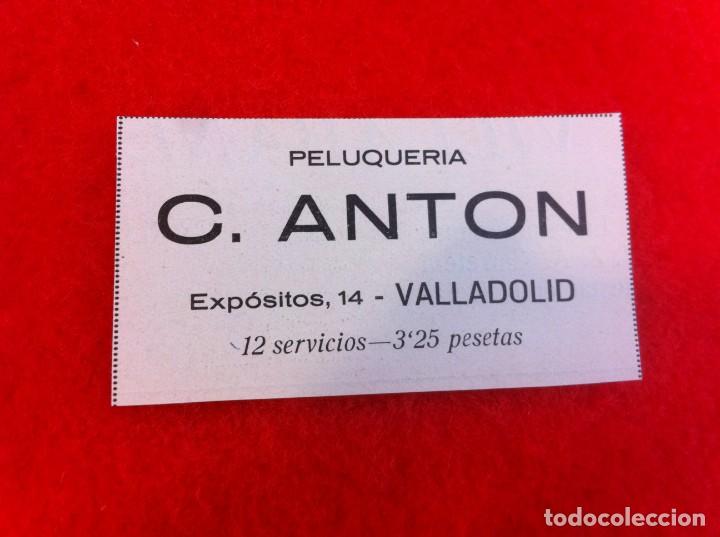 PELUQUERIA
C. ANTON
Expósitos, 14 - VALLADOLID
12 servicios—3'25 pesetas
todocoleccion